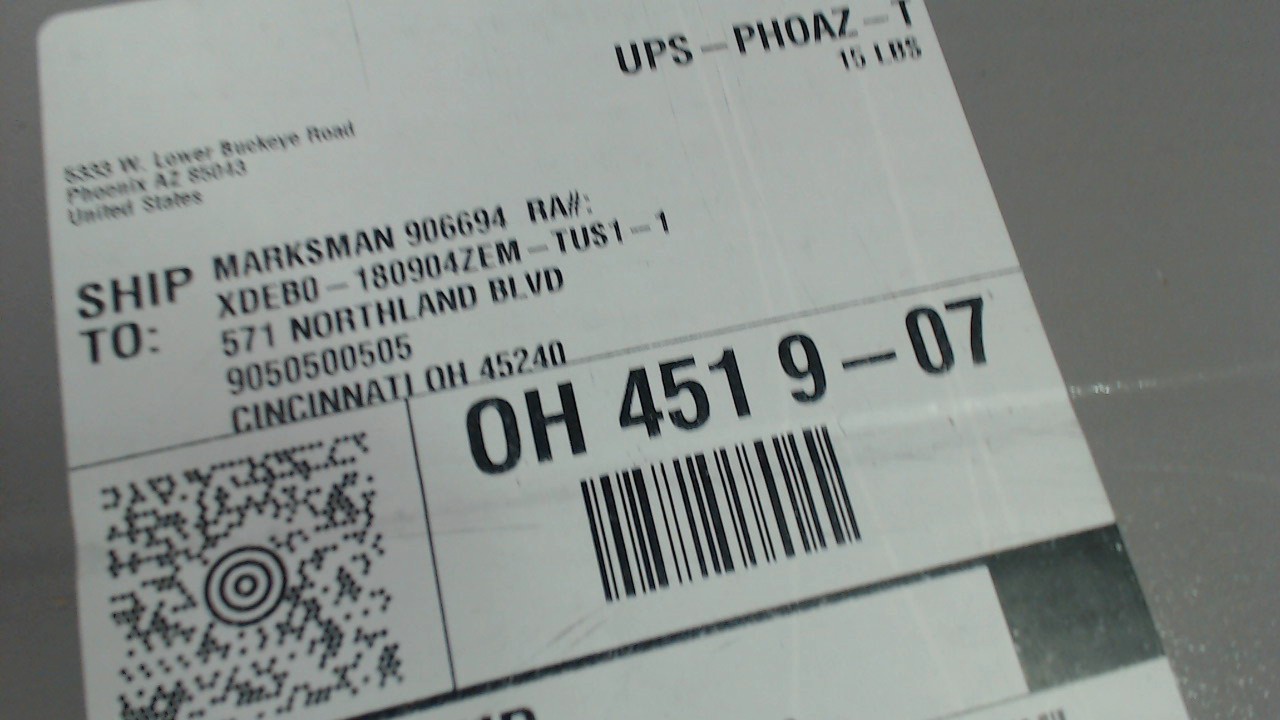 UPS-PHOAZ-T
15 LBS
5333 W. Lower Buckeye Road
Phoenix AZ 85043
United States
SHIP TO:
MARKSMAN 906694 RA#:
XDEB0-180904ZEM-TUS1-1
571 NORTHLAND BLVD
9050500505
CINCINNATI OH 45240
OH 451 9-07